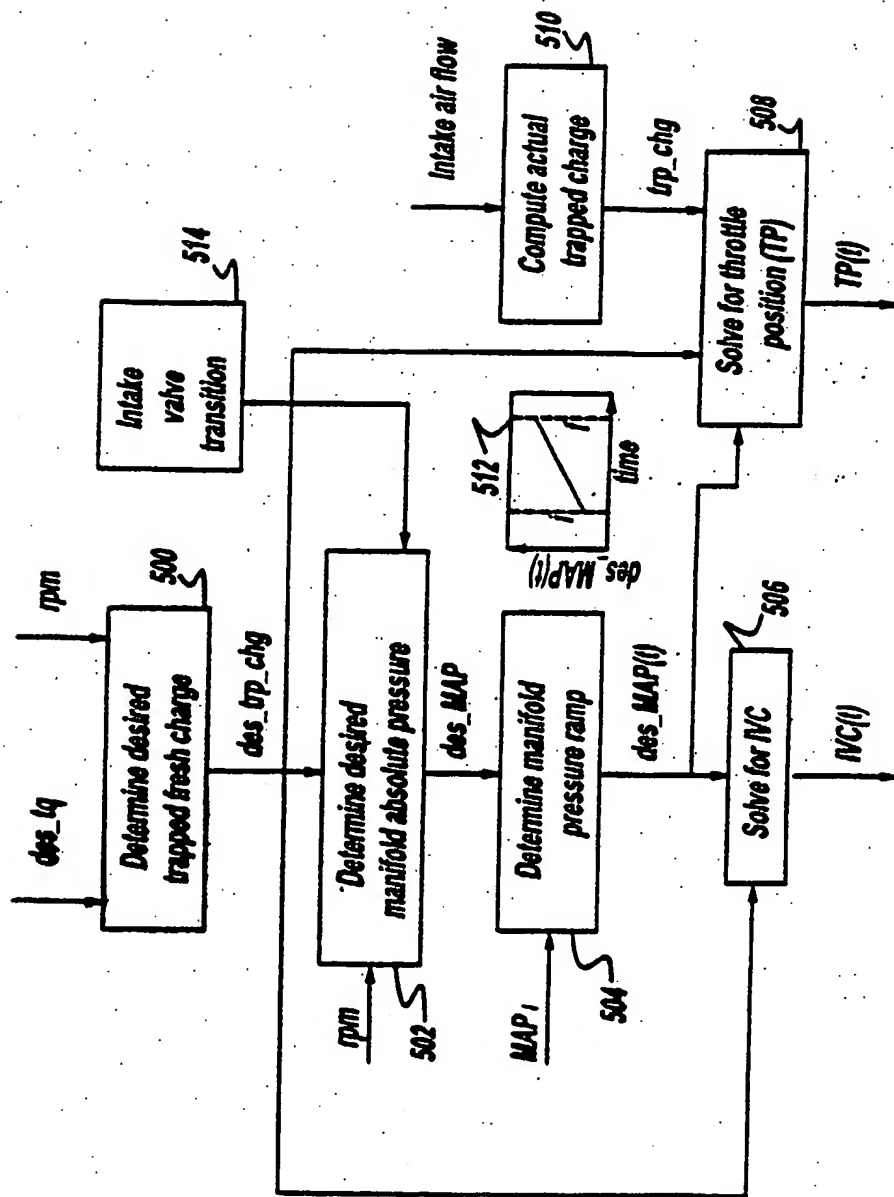 des_tq
rpm
500
Determine desired
trapped fresh charge
des_trp_chg
514
Intake
valve
transition
rpm
502
Determine desired
manifold absolute pressure
des_MAP
MAP i
504
Determine manifold
pressure ramp
des_MAP(t)
512
des_MAP(t)
i
f
time
506
Solve for IVC
IVC(t)
Intake air flow
510
Compute actual
trapped charge
trp_chg
508
Solve for throttle
position (TP)
TP(t)